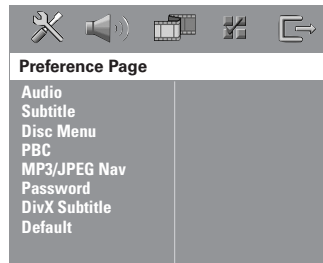 Preference Page
Audio
Subtitle
Disc Menu
PBC
MP3/JPEG Nav
Password
DivX Subtitle
Default